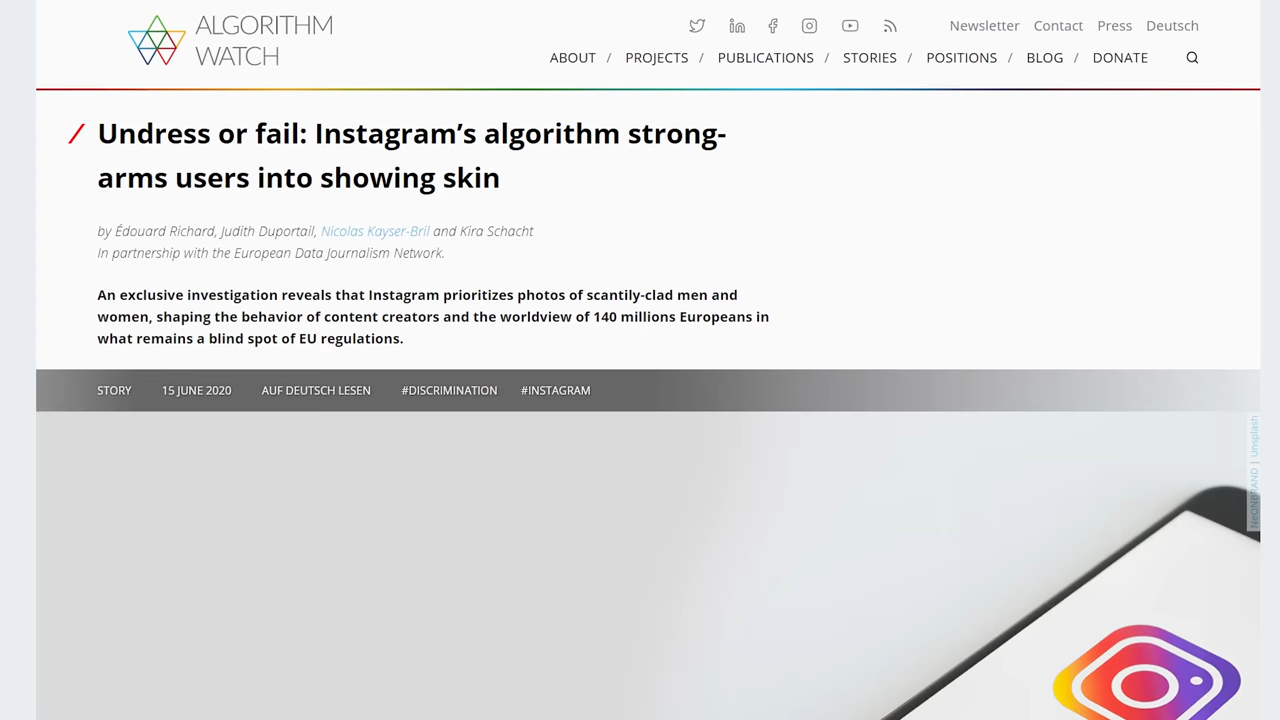 ALGORITHM
WATCH
Newsletter Contact Press Deutsch
ABOUT / PROJECTS / PUBLICATIONS / STORIES / POSITIONS / BLOG / DONATE
/ Undress or fail: Instagram’s algorithm strong-
arms users into showing skin
by Édouard Richard, Judith Duportail, Nicolas Kayser-Bril and Kira Schacht
In partnership with the European Data Journalism Network.
An exclusive investigation reveals that Instagram prioritizes photos of scantily-clad men and
women, shaping the behavior of content creators and the worldview of 140 millions Europeans in
what remains a blind spot of EU regulations.
STORY 15 JUNE 2020 AUF DEUTSCH LESEN #DISCRIMINATION #INSTAGRAM
NeONBRAND | Unsplash